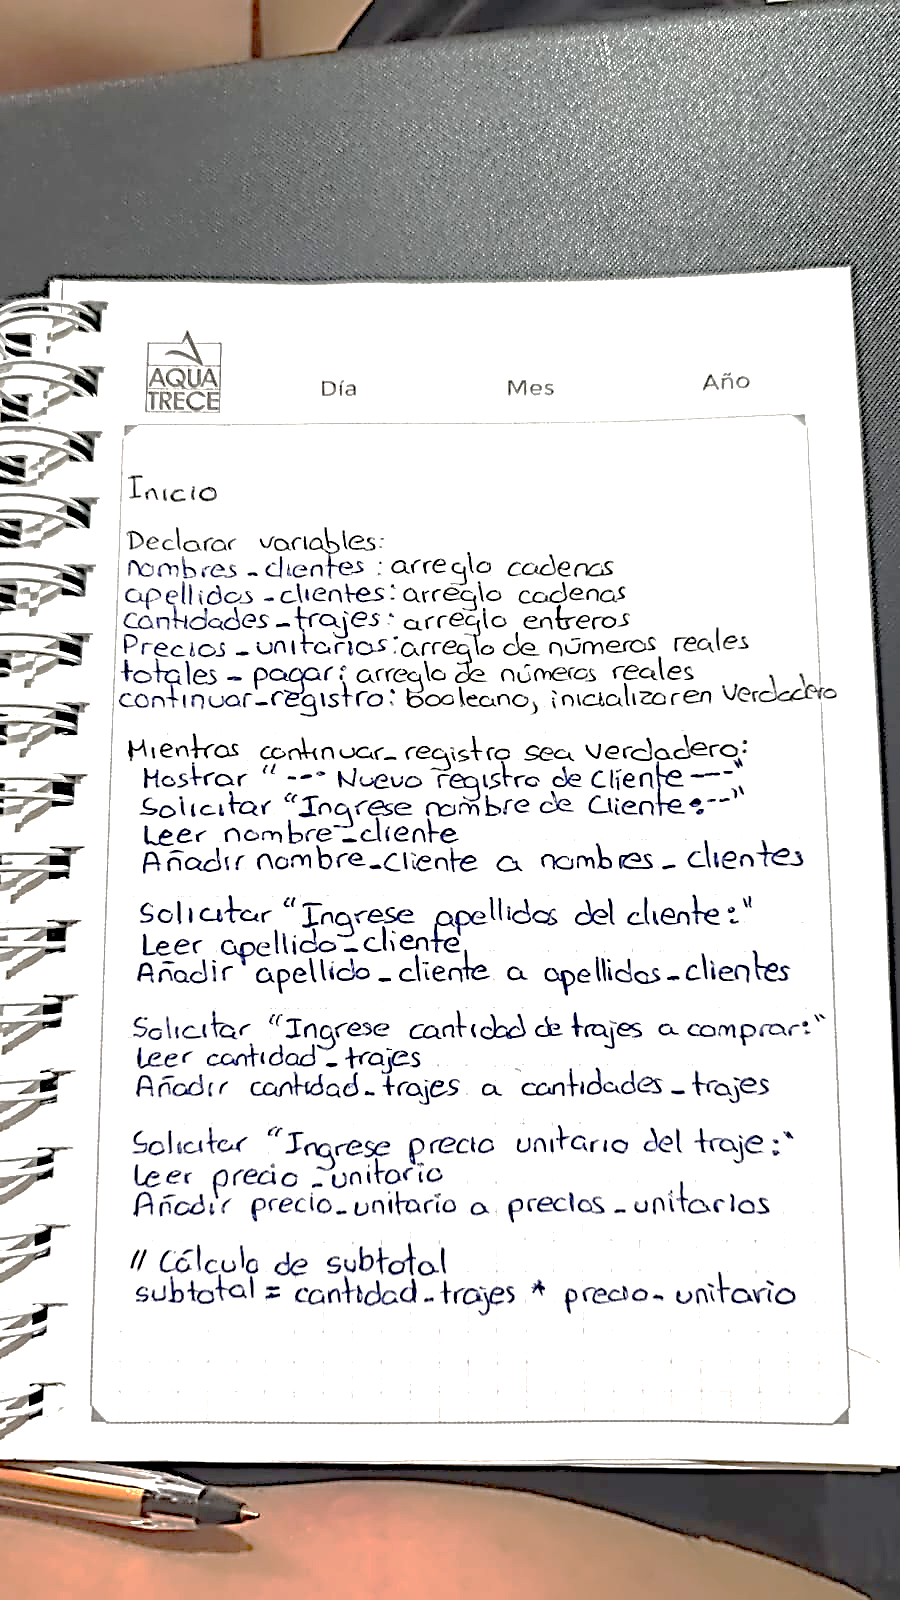 AQUA
TRECE
Día Mes Año
Inicio
Declarar variables:
nombres_clientes : arreglo cadenas
apellidos_clientes: arreglo cadenas
cantidades_trajes: arreglo entreros
Precios_unitarios: arreglo de números reales
totales_pagar: arreglo de números reales
continuar_registro: booleano, inicializar en Verdadero
Mientras continuar_registro sea verdadero:
Mostrar "--- Nuevo registro de Cliente ---"
Solicitar "Ingrese nombre de Cliente:--"
Leer nombre_cliente
Añadir nombre_cliente a nombres_clientes
Solicitar "Ingrese apellidos del cliente:"
Leer apellido_cliente
Añadir apellido_cliente a apellidos_clientes
Solicitar "Ingrese cantidad de trajes a comprar:"
Leer cantidad_trajes
Añadir cantidad_trajes a cantidades_trajes
Solicitar "Ingrese precio unitario del traje:"
Leer precio_unitario
Añadir precio_unitario a precios_unitarios
// Cálculo de subtotal
subtotal = cantidad_trajes * precio_unitario